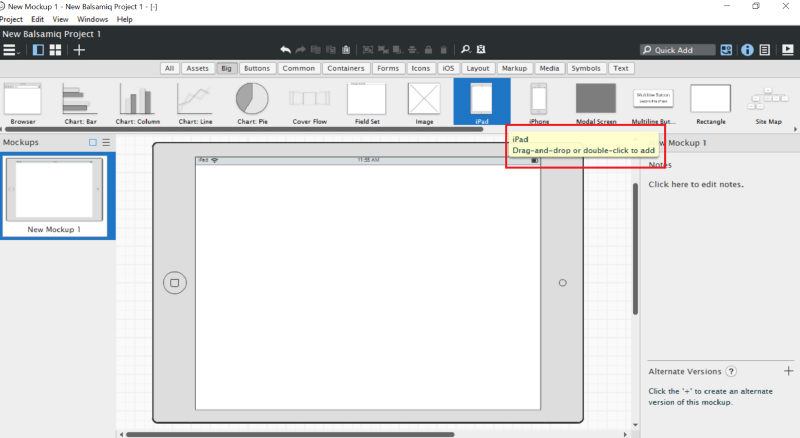 New Mockup 1 - New Balsamiq Project 1 - [-]
Project Edit View Windows Help
New Balsamiq Project 1
Quick Add
All Assets Big Buttons Common Containers Forms Icons iOS Layout Markup Media Symbols Text
Multiline Button
Browser Chart: Bar Chart: Column Chart: Line Chart: Pie Cover Flow Field Set Image iPad iPhone Modal Screen Multiline But... Rectangle Site Map
Mockups
New Mockup 1
iPad
11:55 AM
iPad
Drag-and-drop or double-click to add
Mockup 1
Notes
Click here to edit notes.
Alternate Versions ?
Click the '+' to create an alternate
version of this mockup.